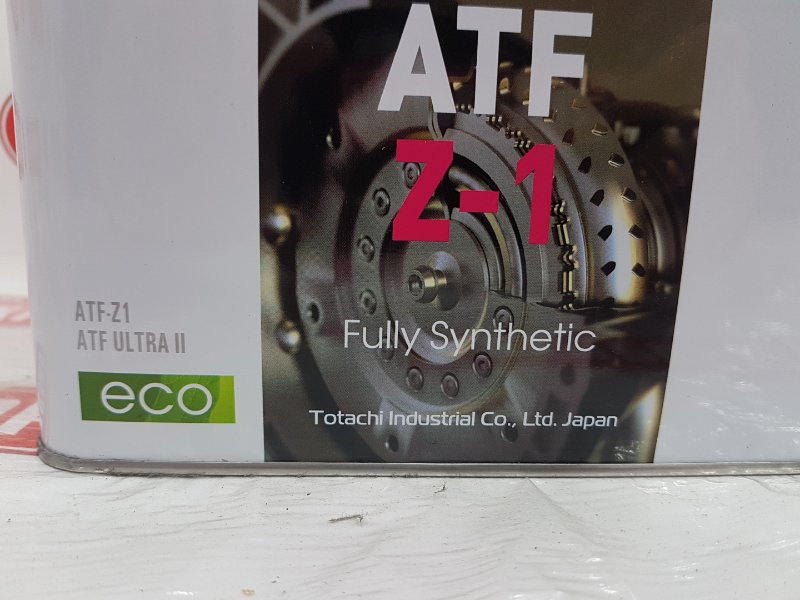 ATF
Z-1
Fully Synthetic
Totachi Industrial Co., Ltd. Japan
ATF-Z1
ATF ULTRA II
eco